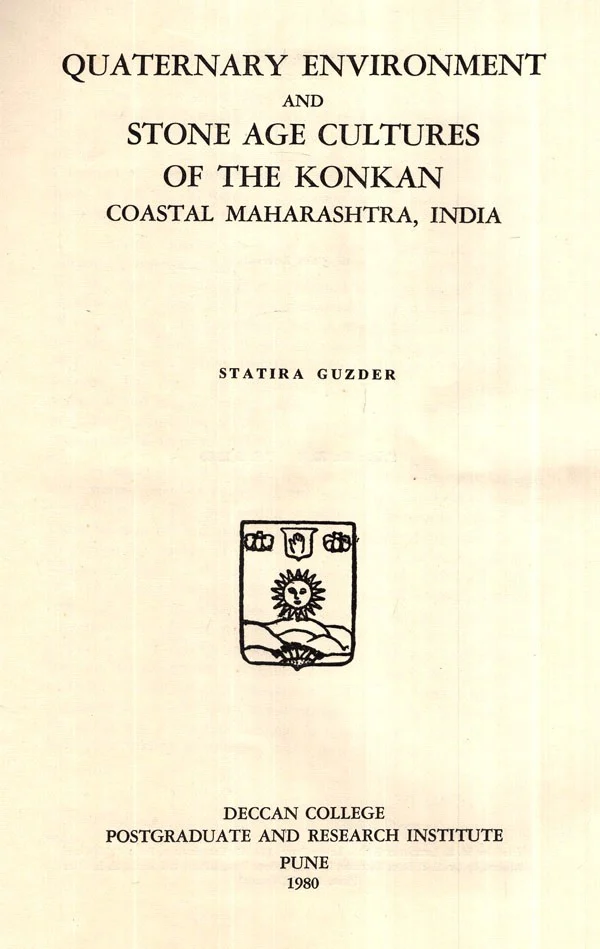 QUATERNARY ENVIRONMENT
AND
STONE AGE CULTURES
OF THE KONKAN
COASTAL MAHARASHTRA, INDIA
STATIRA GUZDER
DECCAN COLLEGE
POSTGRADUATE AND RESEARCH INSTITUTE
PUNE
1980